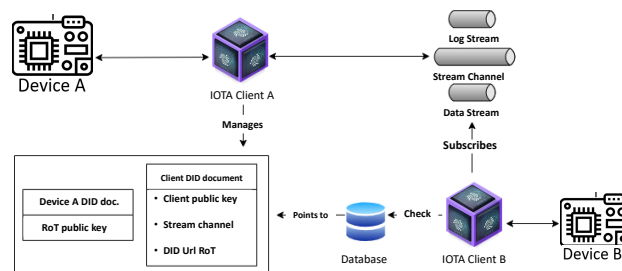 Log Stream
Stream Channel
Data Stream
Device A
IOTA Client A
Manages
Subscribes
Client DID document
• Client public key
• Stream channel
• DID Url RoT
Device A DID doc.
RoT public key
Points to
Check
Database
IOTA Client B
Device B